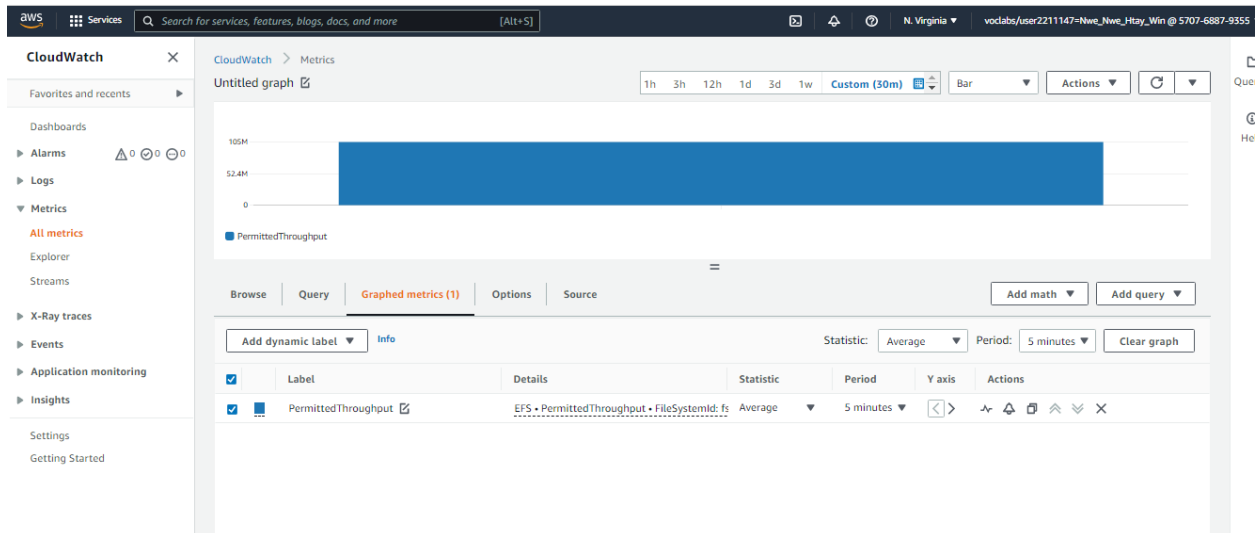 aws Services Search for services, features, blogs, docs, and more [Alt+S] N. Virginia voclabs/user2211147=Nwe_Nwe_Htay_Win @ 5707-6887-9355
CloudWatch
Favorites and recents
Dashboards
Alarms 0 0 0
Logs
Metrics
All metrics
Explorer
Streams
X-Ray traces
Events
Application monitoring
Insights
Settings
Getting Started
CloudWatch Metrics
Untitled graph 1h 3h 12h 1d 3d 1w Custom (30m) Bar Actions
105M
52.4M
0
PermittedThroughput
Browse Query Graphed metrics (1) Options Source Add math Add query
Add dynamic label Info Statistic: Average Period: 5 minutes Clear graph
Label Details Statistic Period Y axis Actions
PermittedThroughput EFS • PermittedThroughput • FileSystemId: fs Average 5 minutes